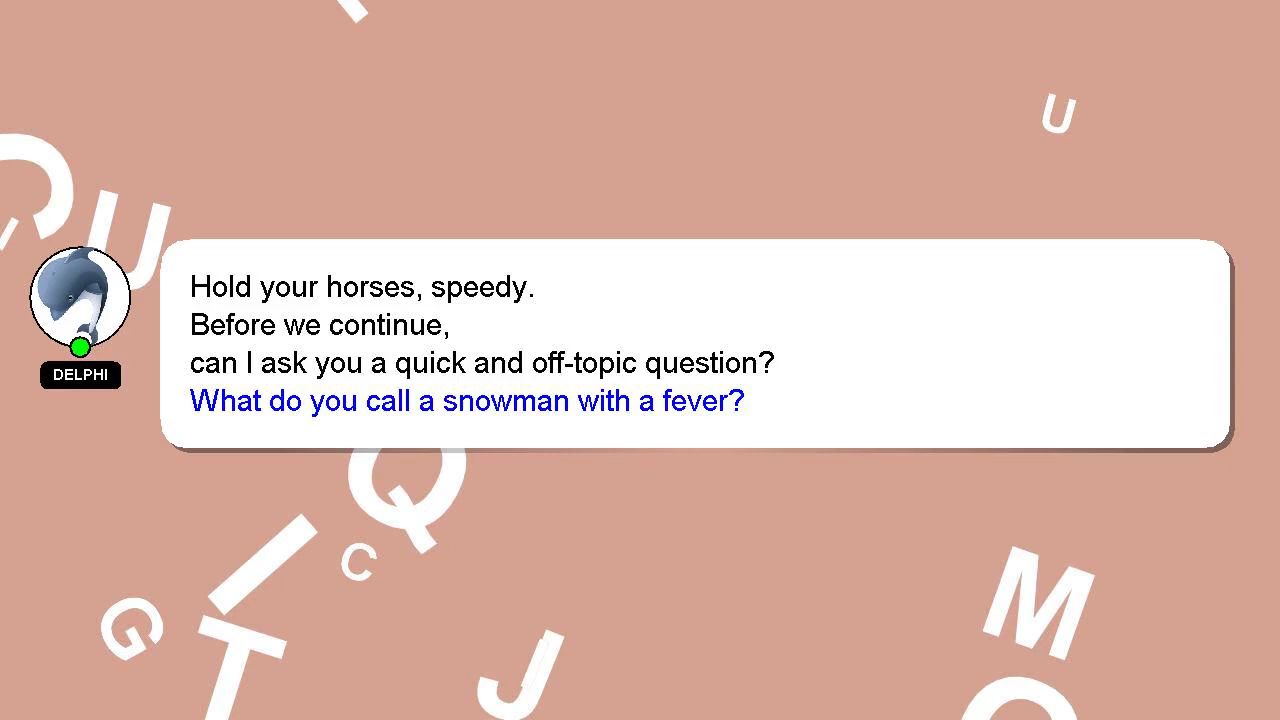 U
U
Hold your horses, speedy.
Before we continue,
can I ask you a quick and off-topic question?
What do you call a snowman with a fever?
DELPHI
Q
I
C
G
T
J
M